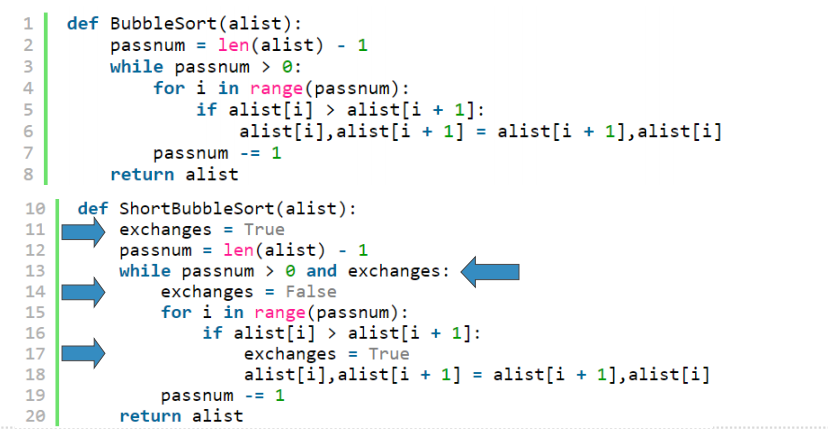 1 def BubbleSort(alist):
2     passnum = len(alist) - 1
3     while passnum > 0:
4         for i in range(passnum):
5             if alist[i] > alist[i + 1]:
6                 alist[i],alist[i + 1] = alist[i + 1],alist[i]
7         passnum -= 1
8     return alist
10 def ShortBubbleSort(alist):
11     exchanges = True
12     passnum = len(alist) - 1
13     while passnum > 0 and exchanges:
14         exchanges = False
15         for i in range(passnum):
16             if alist[i] > alist[i + 1]:
17                 exchanges = True
18                 alist[i],alist[i + 1] = alist[i + 1],alist[i]
19         passnum -= 1
20     return alist